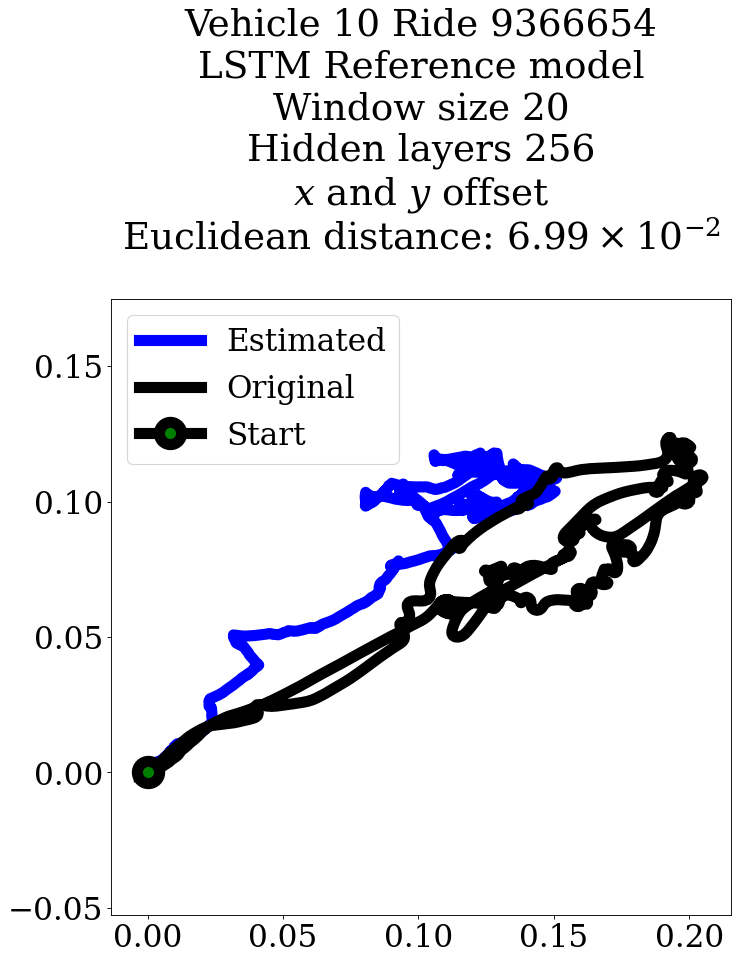 Vehicle 10 Ride 9366654
LSTM Reference model
Window size 20
Hidden layers 256
x and y offset
Euclidean distance: 6.99 × 10⁻²
Estimated
Original
Start
0.15
0.10
0.05
0.00
−0.05
0.00 0.05 0.10 0.15 0.20